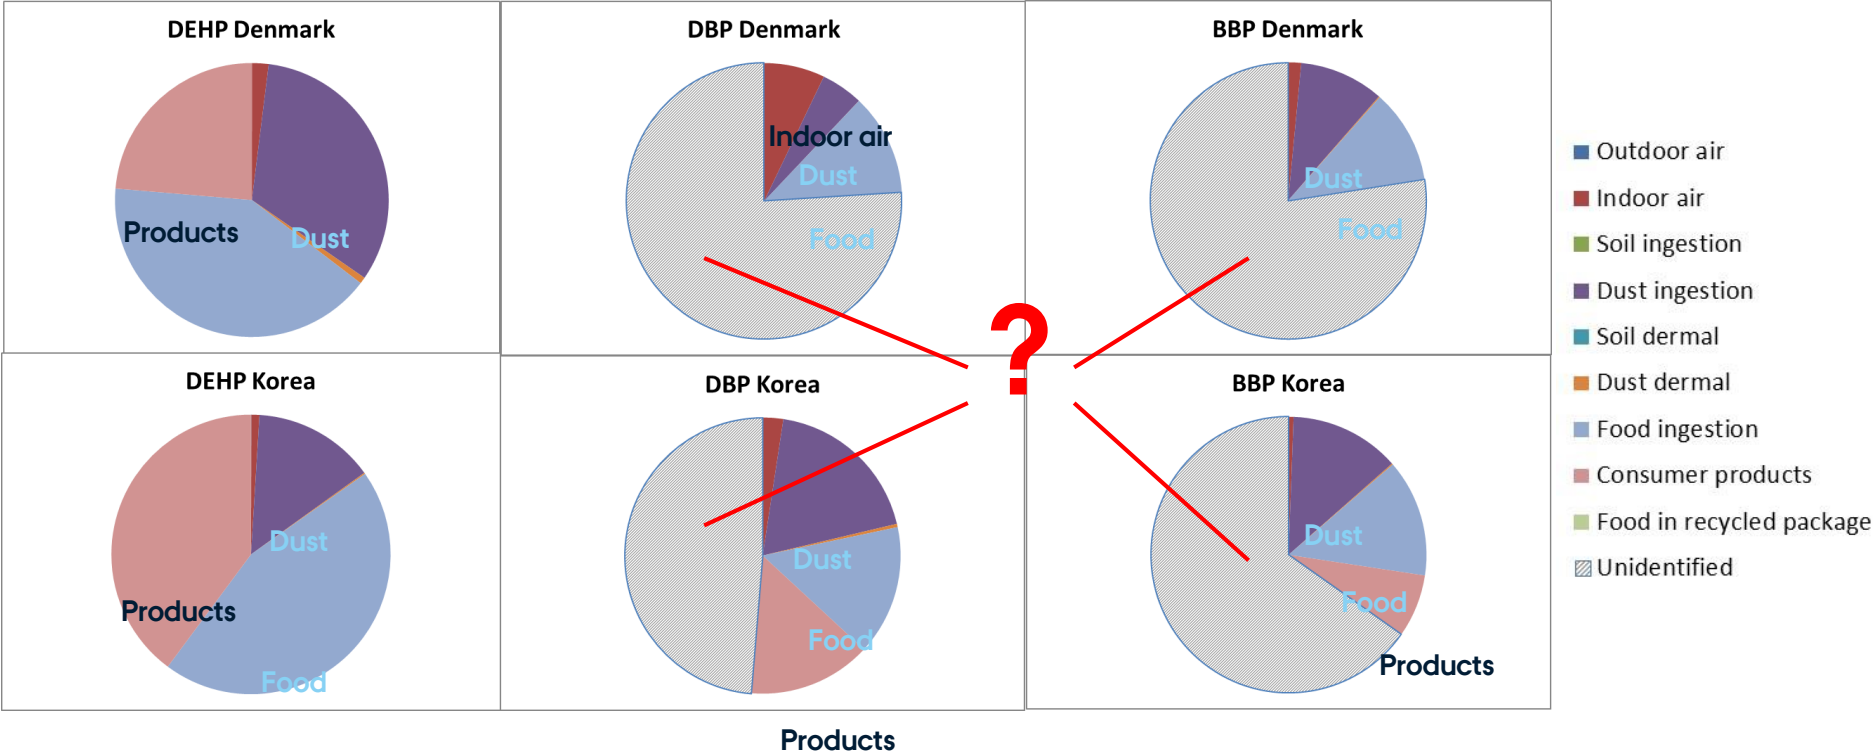 DEHP Denmark
DBP Denmark
BBP Denmark
Indoor air
Dust
Food
Dust
Food
Products
Dust
?
DEHP Korea
DBP Korea
BBP Korea
Dust
Products
Food
Dust
Food
Products
Dust
Food
Products
Outdoor air
Indoor air
Soil ingestion
Dust ingestion
Soil dermal
Dust dermal
Food ingestion
Consumer products
Food in recycled package
Unidentified